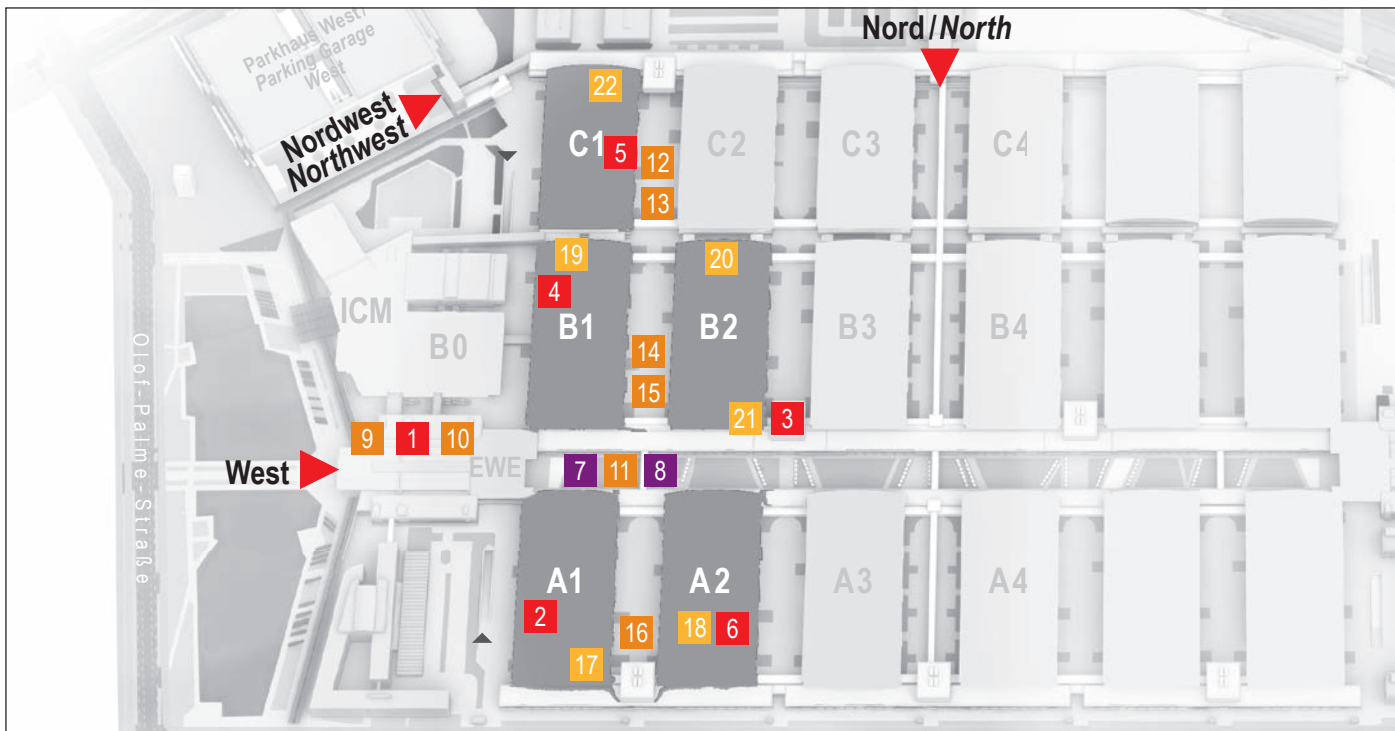 Parkhaus West/
Parking Garage
West
Nord / North
Nordwest
Northwest
22
C1
5
12
13
C2
C3
C4
19
4
B1
14
15
20
B2
21
3
B3
B4
ICM
B0
9
1
10
EWE
West
7
11
8
Olof-Palme-Straße
A1
2
17
16
A2
18
6
A3
A4